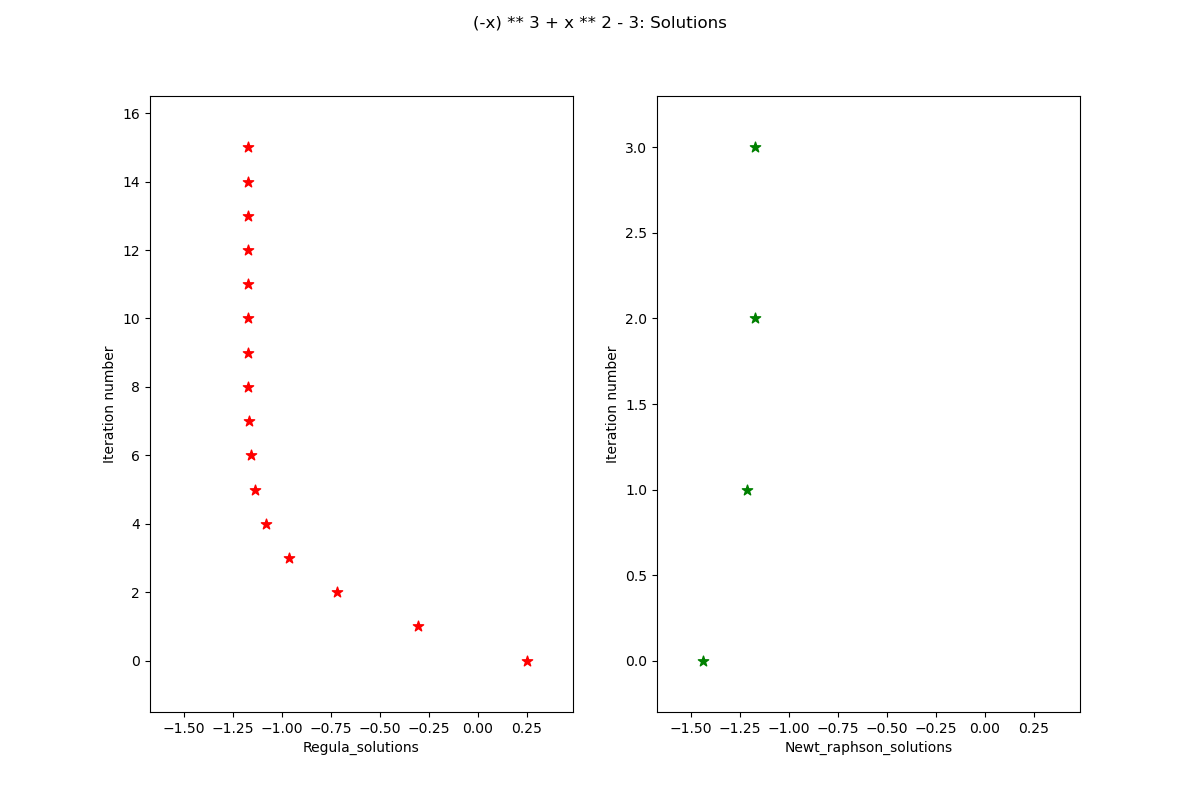 (-x) ** 3 + x ** 2 - 3: Solutions
16
14
12
10
8
6
4
2
0
Iteration number
−1.50 −1.25 −1.00 −0.75 −0.50 −0.25 0.00 0.25
Regula_solutions
3.0
2.5
2.0
1.5
1.0
0.5
0.0
Iteration number
−1.50 −1.25 −1.00 −0.75 −0.50 −0.25 0.00 0.25
Newt_raphson_solutions